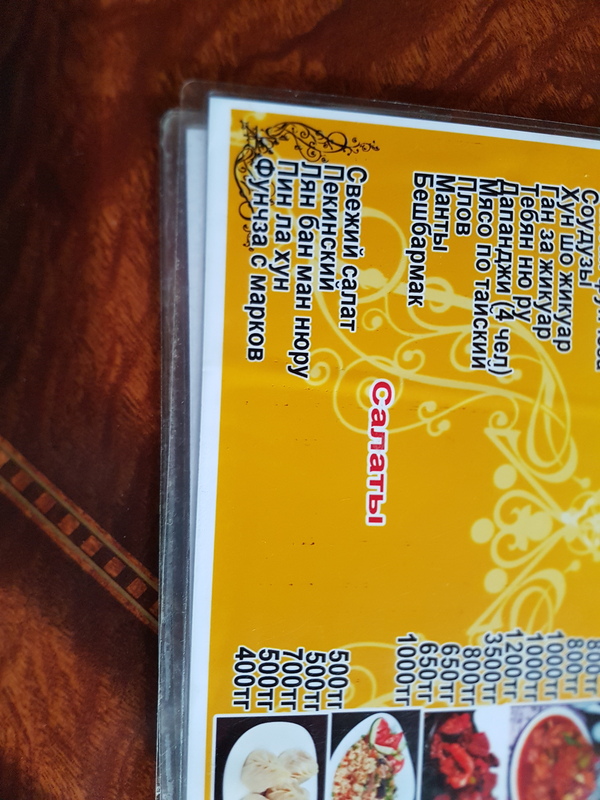 Соудузы 800тг
Хун шо жикуар 1000тг
Ган за жикуар 1000тг
Тебян ню ру 1200тг
Дапанджи (4 чел) 3500тг
Мясо по тайский 800тг
Плов 650тг
Манты 650тг
Бешбармак 1000тг
Салаты
Свежий салат 500тг
Пекинский 500тг
Лян бан ман нюру 700тг
Пин ла хун 500тг
Фунчза с марков 400тг